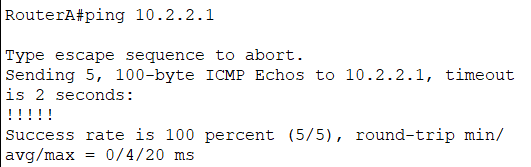 RouterA#ping 10.2.2.1
Type escape sequence to abort.
Sending 5, 100-byte ICMP Echos to 10.2.2.1, timeout
is 2 seconds:
!!!!!
Success rate is 100 percent (5/5), round-trip min/
avg/max = 0/4/20 ms